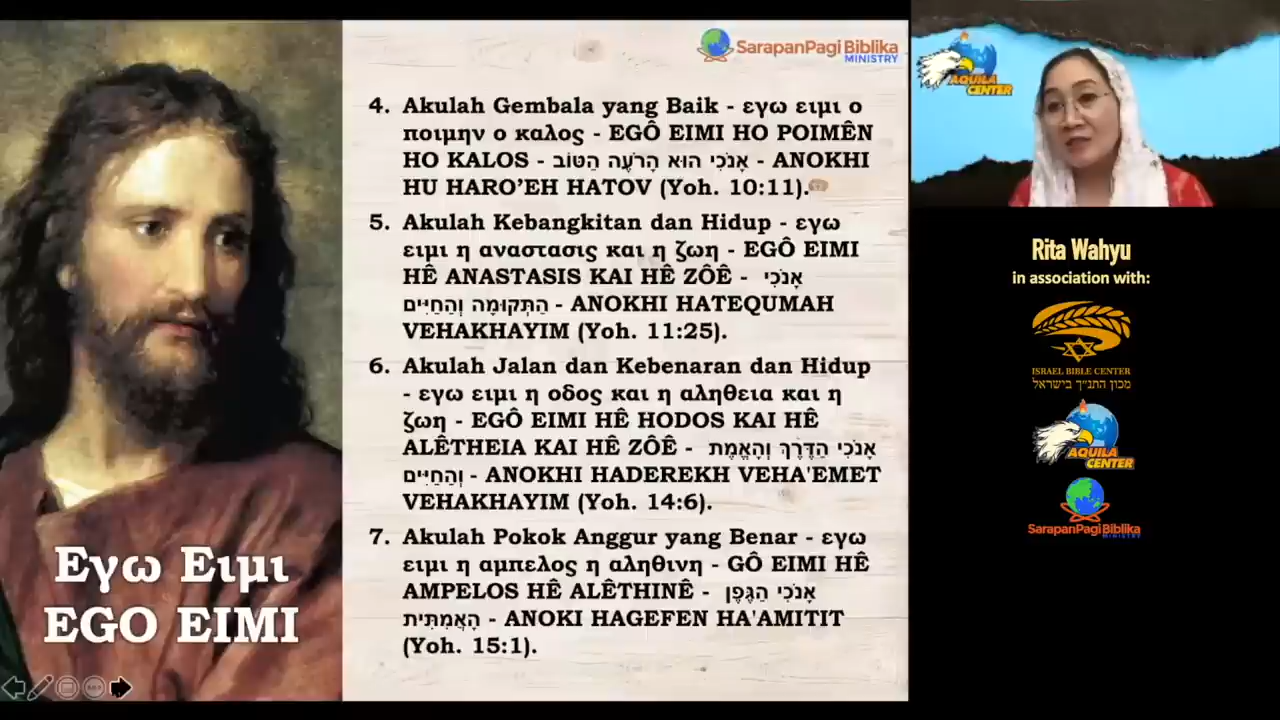 SarapanPagi Biblika
MINISTRY
4. Akulah Gembala yang Baik - εγω ειμι ο
ποιμην ο καλος - EGÔ EIMI HO POIMÊN
HO KALOS - אָנֹכִי הוּא הָרֹעֶה הַטּוֹב - ANOKHI
HU HARO’EH HATOV (Yoh. 10:11).
5. Akulah Kebangkitan dan Hidup - εγω
ειμι η αναστασις και η ζωη - EGÔ EIMI
HÊ ANASTASIS KAI HÊ ZÔÊ - אָנֹכִי
הַתְּקוּמָה וְהַחַיִּים - ANOKHI HATEQUMAH
VEHAKHAYIM (Yoh. 11:25).
6. Akulah Jalan dan Kebenaran dan Hidup
- εγω ειμι η οδος και η αληθεια και η
ζωη - EGÔ EIMI HÊ HODOS KAI HÊ
ALÊTHEIA KAI HÊ ZÔÊ - אָנֹכִי הַדֶּרֶךְ וְהָאֱמֶת
וְהַחַיִּים - ANOKHI HADEREKH VEHA'EMET
VEHAKHAYIM (Yoh. 14:6).
7. Akulah Pokok Anggur yang Benar - εγω
ειμι η αμπελος η αληθινη - GÔ EIMI HÊ
AMPELOS HÊ ALÊTHINÊ - אָנֹכִי הַגֶּפֶן
הָאֲמִתִּית - ANOKI HAGEFEN HA'AMITIT
(Yoh. 15:1).
Εγω Ειμι
EGO EIMI
AQUILA
CENTER
Rita Wahyu
in association with:
ISRAEL BIBLE CENTER
מכון התנ״ך בישראל
AQUILA
CENTER
SarapanPagi Biblika
MINISTRY